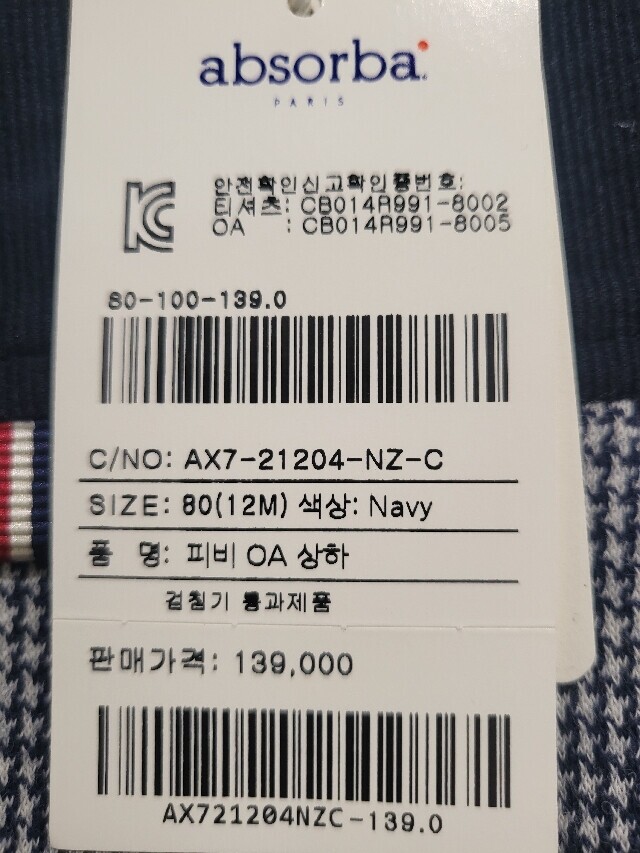 absorba
PARIS
안전확인신고확인증번호:
티셔츠: CB014R991-8002
OA : CB014R991-8005
80-100-139.0
C/NO: AX7-21204-NZ-C
SIZE: 80(12M) 색상: Navy
품 명: 피비 OA 상하
검침기 통과제품
판매가격: 139,000
AX721204NZC-139.0